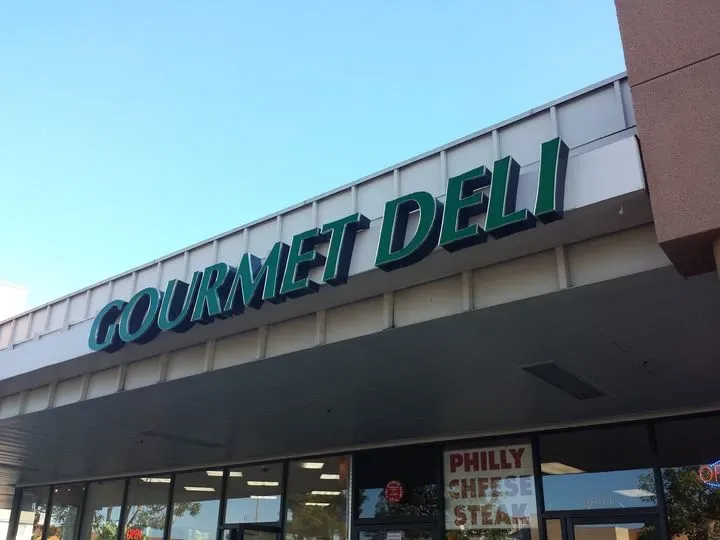 GOURMET DELI
PHILLY
CHEESE
STEAK